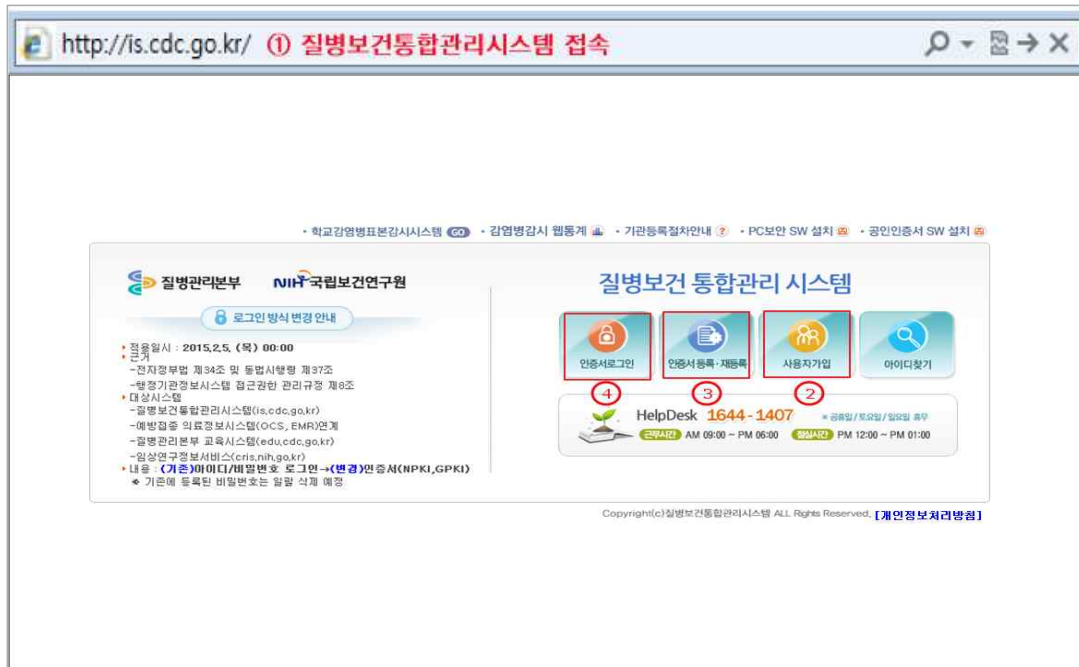 http://is.cdc.go.kr/ ① 질병보건통합관리시스템 접속
• 학교감염병표본감시시스템 GO • 감염병감시 웹통계 • 기관등록절차안내 ? • PC보안 SW 설치 • 공인인증서 SW 설치
질병관리본부 NIH 국립보건연구원
로그인 방식 변경 안내
적용일시 : 2015.2.5. (목) 00:00
근거
-전자정부법 제34조 및 동법시행령 제37조
-행정기관정보시스템 접근권한 관리규정 제8조
대상시스템
-질병보건통합관리시스템(is.cdc.go.kr)
-예방접종 의료정보시스템(OCS, EMR)연계
-질병관리본부 교육시스템(edu.cdc.go.kr)
-임상연구정보서비스(cris.nih.go.kr)
내용 : (기존)아이디/비밀번호 로그인→(변경)인증서(NPKI,GPKI)
❖ 기존에 등록된 비밀번호는 일괄 삭제 예정
질병보건 통합관리 시스템
인증서로그인 인증서 등록·재등록 사용자가입 아이디찾기
④ ③ ②
HelpDesk 1644-1407 * 공휴일/토요일/일요일 휴무
근무시간 AM 09:00 ~ PM 06:00 점심시간 PM 12:00 ~ PM 01:00
Copyright(c)질병보건통합관리시스템 ALL Rights Reserved. [개인정보처리방침]